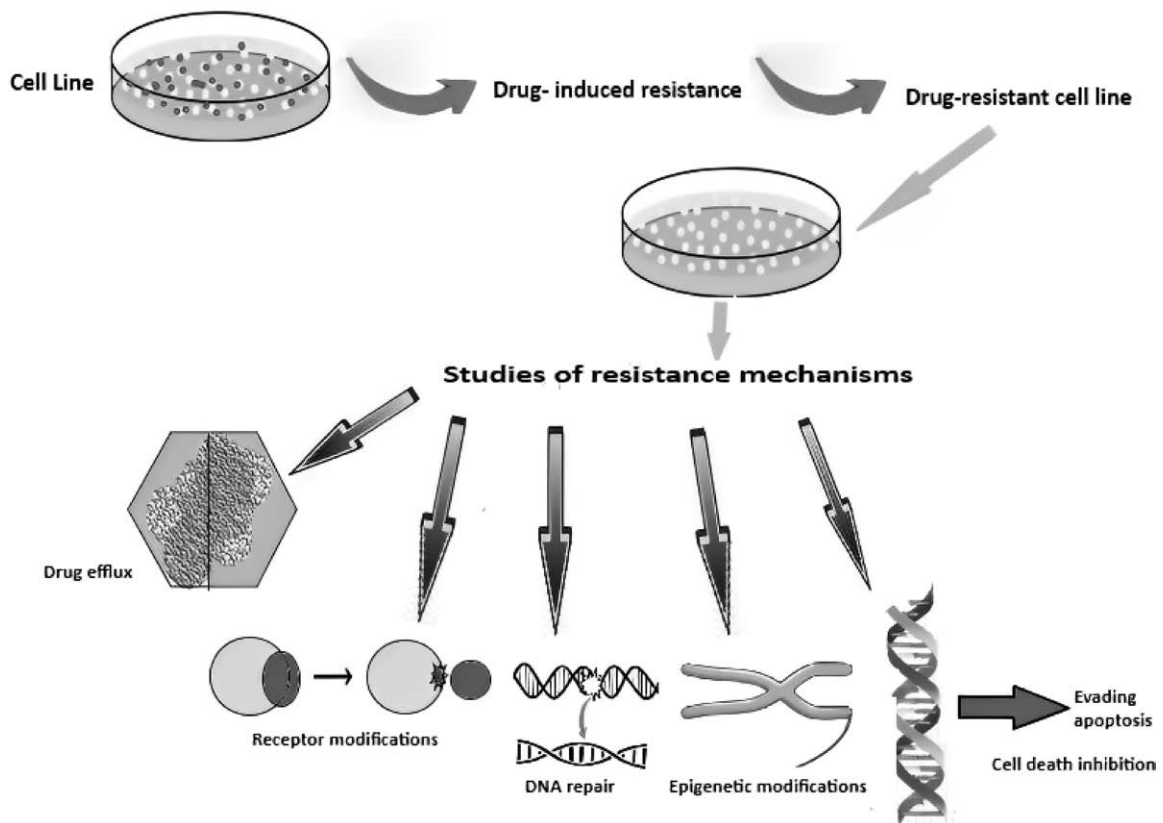 Cell Line
Drug- induced resistance
Drug-resistant cell line
Studies of resistance mechanisms
Drug efflux
Receptor modifications
DNA repair
Epigenetic modifications
Evading
apoptosis
Cell death inhibition